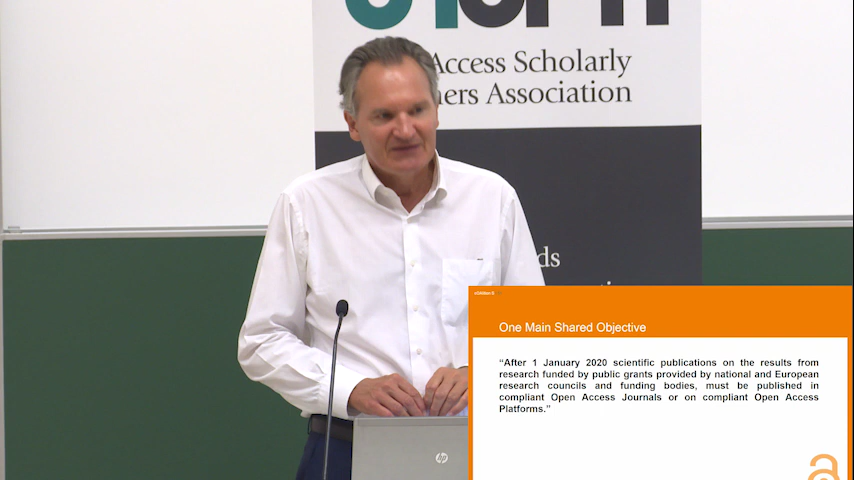 Access Scholarly
ers Association
ds
hp
One Main Shared Objective
“After 1 January 2020 scientific publications on the results from
research funded by public grants provided by national and European
research councils and funding bodies, must be published in
compliant Open Access Journals or on compliant Open Access
Platforms.”